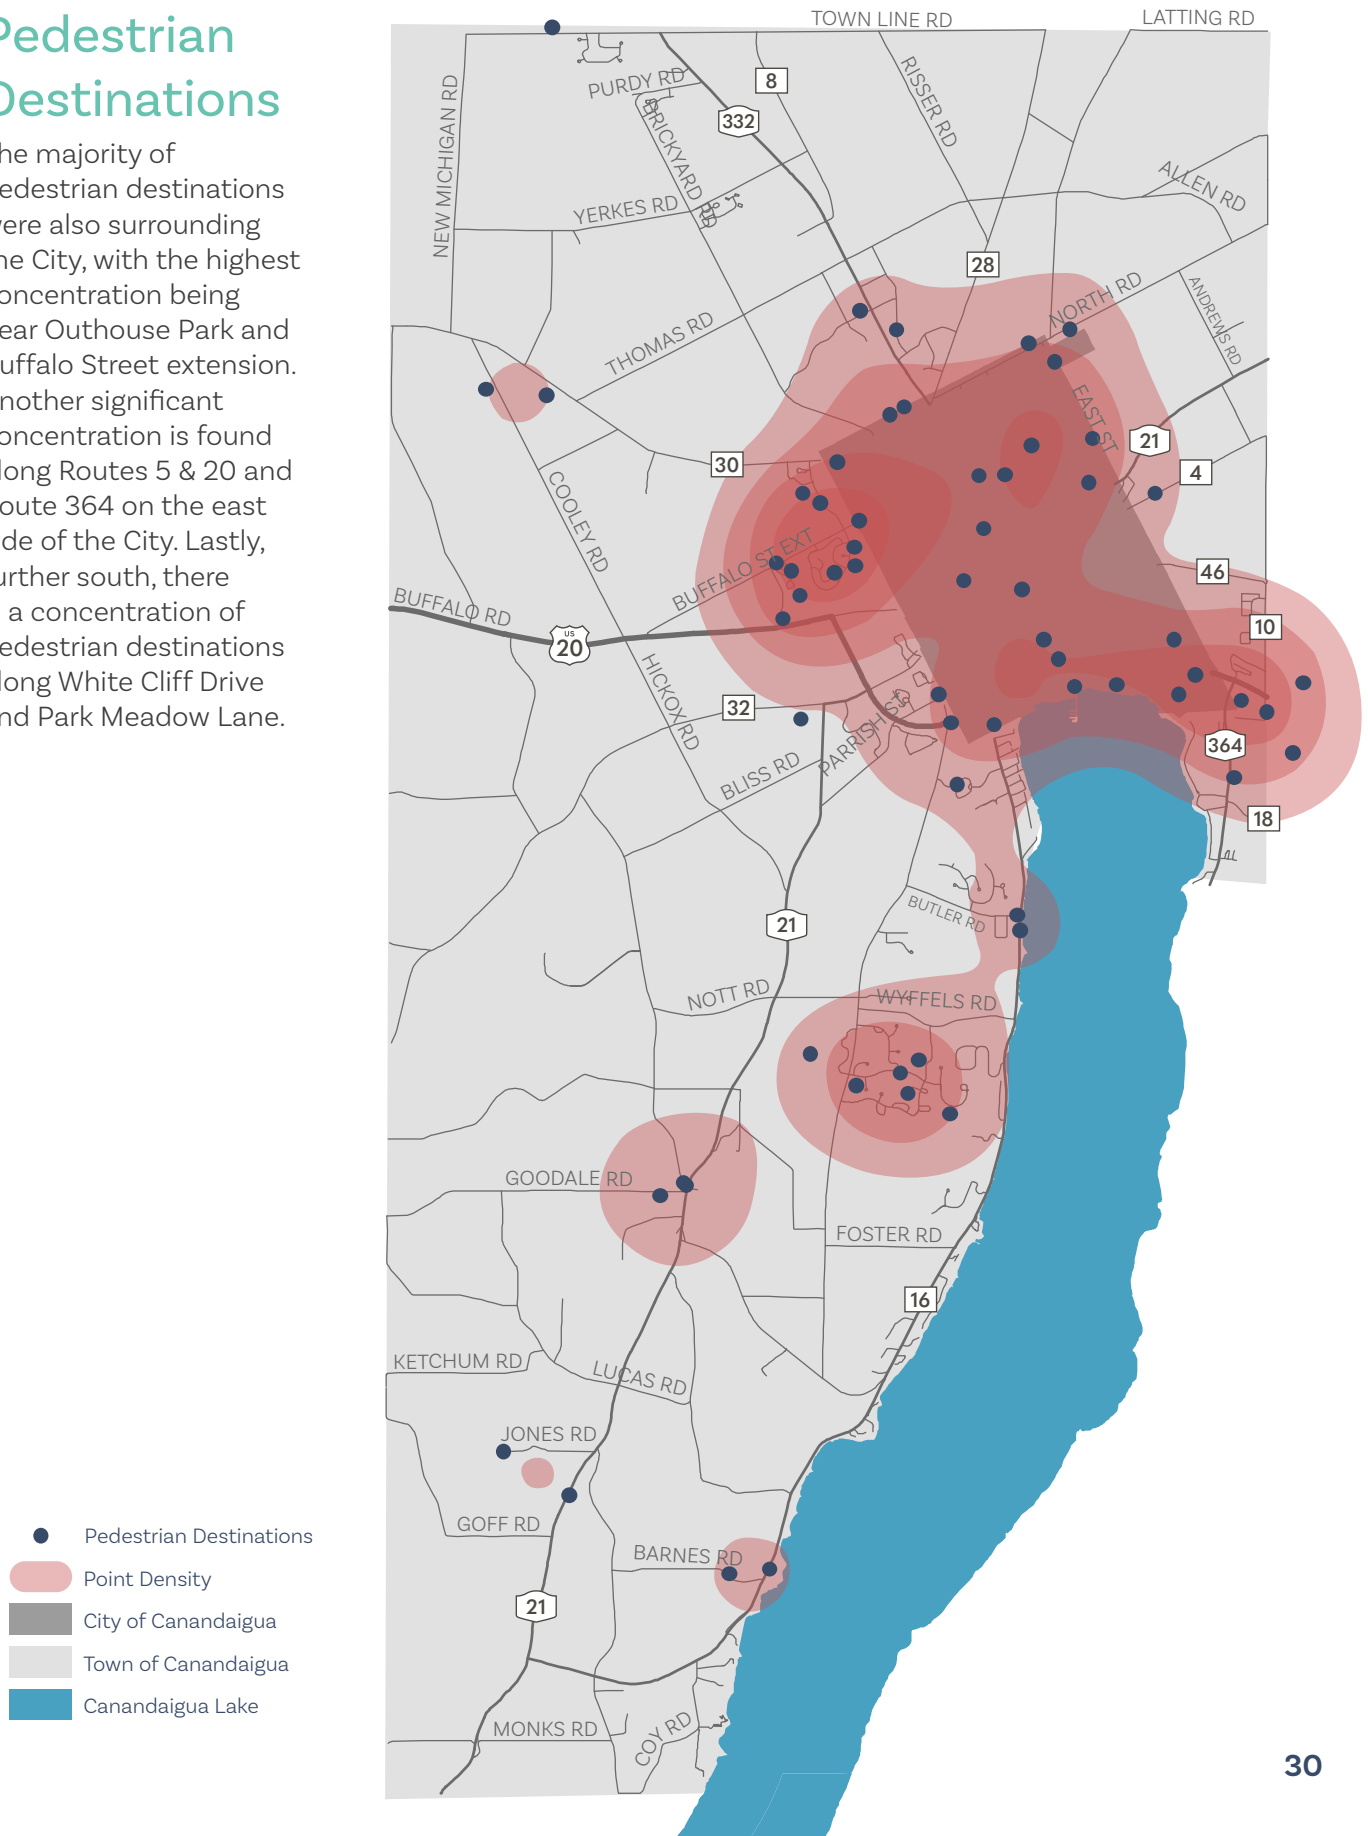 Pedestrian
Destinations
he majority of
edestrian destinations
were also surrounding
he City, with the highest
oncentration being
ear Outhouse Park and
uffalo Street extension.
nother significant
oncentration is found
long Routes 5 & 20 and
oute 364 on the east
ide of the City. Lastly,
urther south, there
a concentration of
edestrian destinations
long White Cliff Drive
nd Park Meadow Lane.
TOWN LINE RD
LATTING RD
PURDY RD
8
332
RISSER RD
NEW MICHIGAN RD
BRICKYARD RD
YERKES RD
ALLEN RD
28
NORTH RD
ANDREWS RD
THOMAS RD
EAST ST
21
4
30
COOLEY RD
BUFFALO ST EXT
46
BUFFALO RD
US
20
10
HICKOX RD
32
PARRISH ST
BLISS RD
364
18
BUTLER RD
21
NOTT RD
WYFFELS RD
GOODALE RD
FOSTER RD
16
KETCHUM RD
LUCAS RD
JONES RD
GOFF RD
BARNES RD
21
MONKS RD
COY RD
Pedestrian Destinations
Point Density
City of Canandaigua
Town of Canandaigua
Canandaigua Lake
30